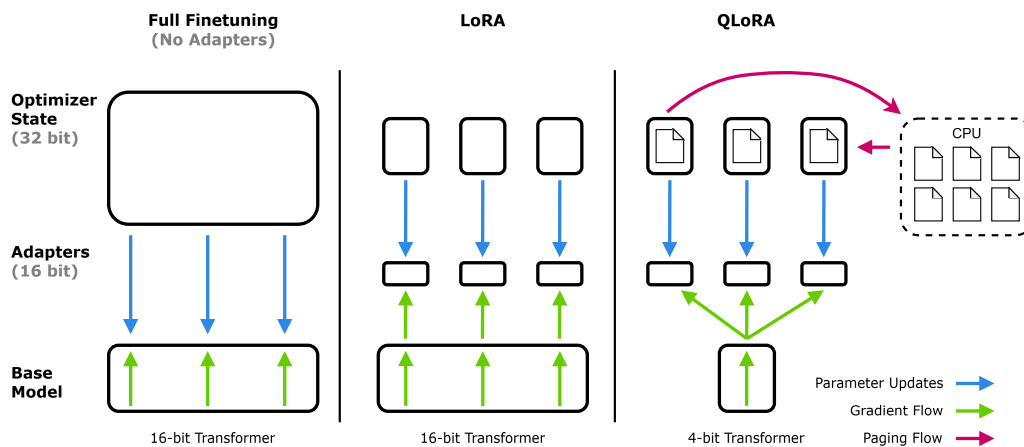 Full Finetuning
(No Adapters)
LoRA
QLoRA
Optimizer
State
(32 bit)
CPU
Adapters
(16 bit)
Base
Model
Parameter Updates
Gradient Flow
Paging Flow
16-bit Transformer
16-bit Transformer
4-bit Transformer